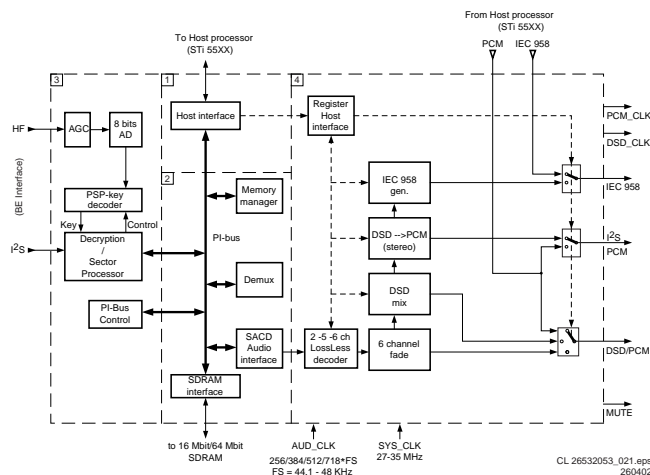 From Host processor
(STi 55XX)
To Host processor
(STi 55XX)
PCM
IEC 958
3
1
4
Host interface
Register
Host
interface
PCM_CLK
DSD_CLK
HF
AGC
8 bits
AD
(BE Interface)
2
Memory
manager
IEC 958
gen.
IEC 958
PSP-key
decoder
Key
Control
PI-bus
DSD -->PCM
(stereo)
I2S
PCM
I2S
Decryption
/
Sector
Processor
Demux
DSD
mix
PI-Bus
Control
SACD
Audio
interface
2 -5 -6 ch
LossLess
decoder
6 channel
fade
DSD/PCM
SDRAM
interface
MUTE
to 16 Mbit/64 Mbit
SDRAM
AUD_CLK
256/384/512/718*FS
FS = 44.1 - 48 KHz
SYS_CLK
27-35 MHz
CL 26532053_021.eps
260402